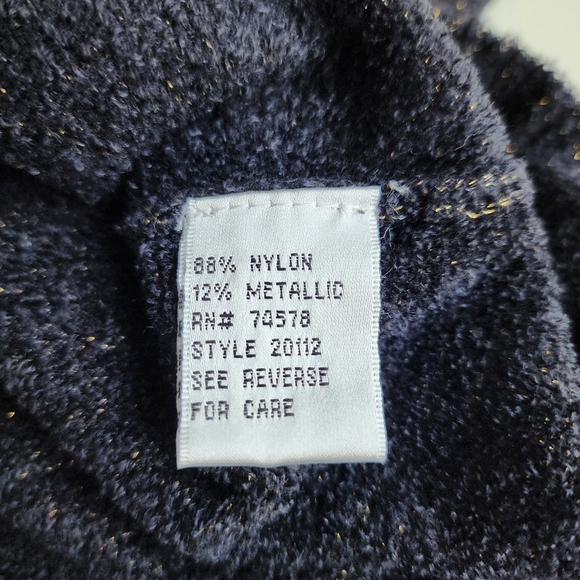 88% NYLON
12% METALLIC
RN# 74578
STYLE 20112
SEE REVERSE
FOR CARE